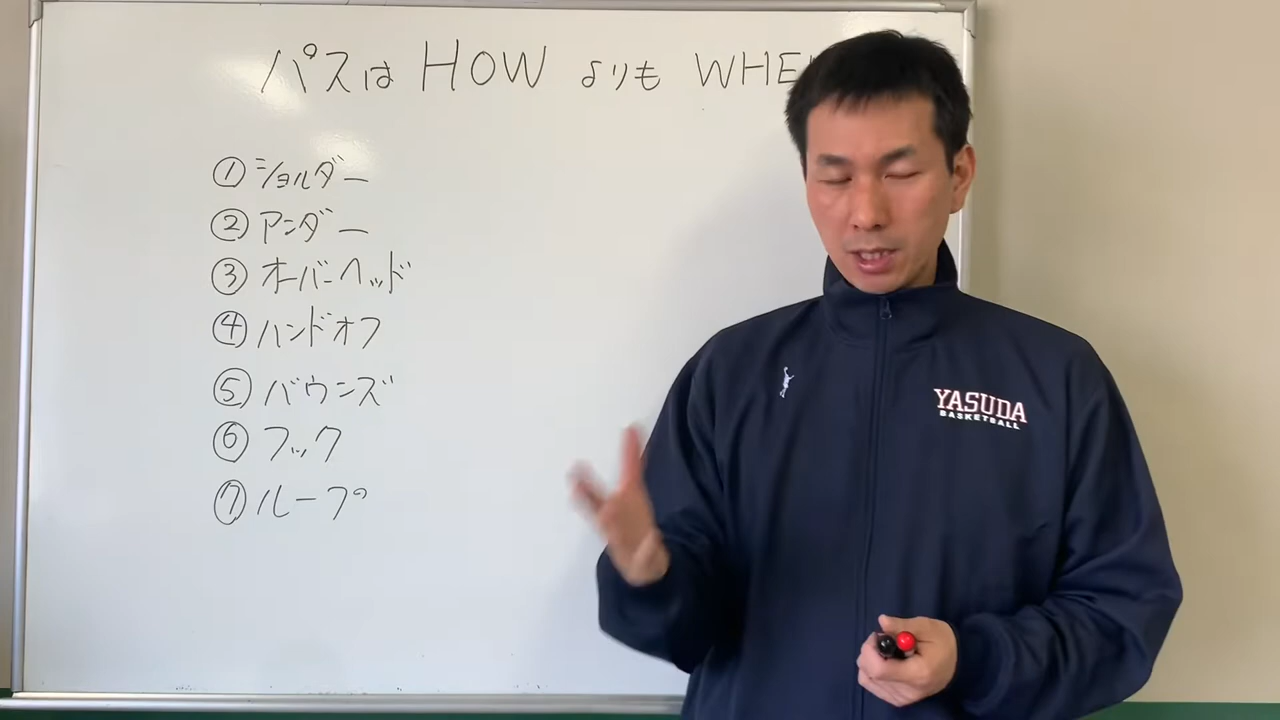 パスは HOW よりも WHE
① ショルダー
② アンダー
③ オーバーヘッド
④ ハンドオフ
⑤ バウンズ
⑥ フック
⑦ ループ
YASUDA
BASKETBALL